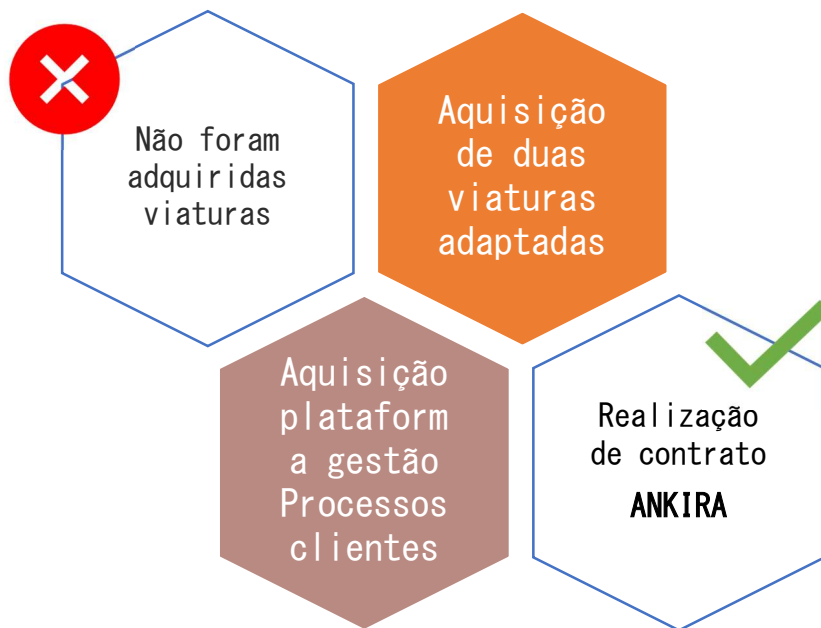 Não foram
adquiridas
viaturas
Aquisição
de duas
viaturas
adaptadas
Aquisição
plataform
a gestão
Processos
clientes
Realização
de contrato
ANKIRA